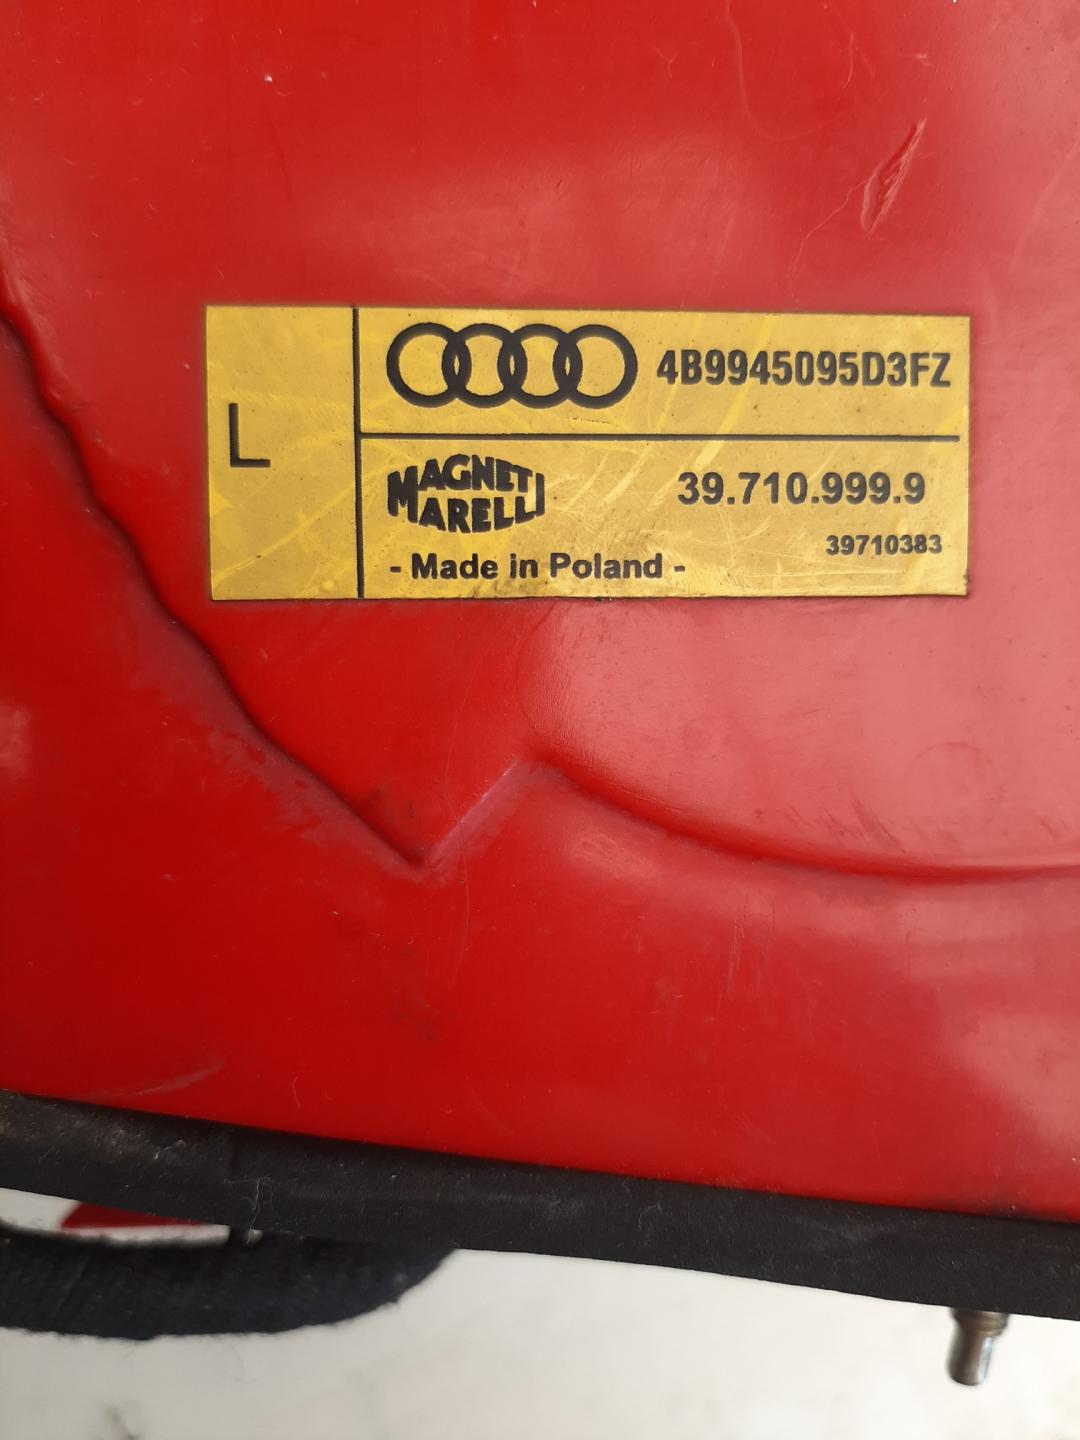 L
4B9945095D3FZ
MAGNETI
MARELLI
39.710.999.9
39710383
- Made in Poland -